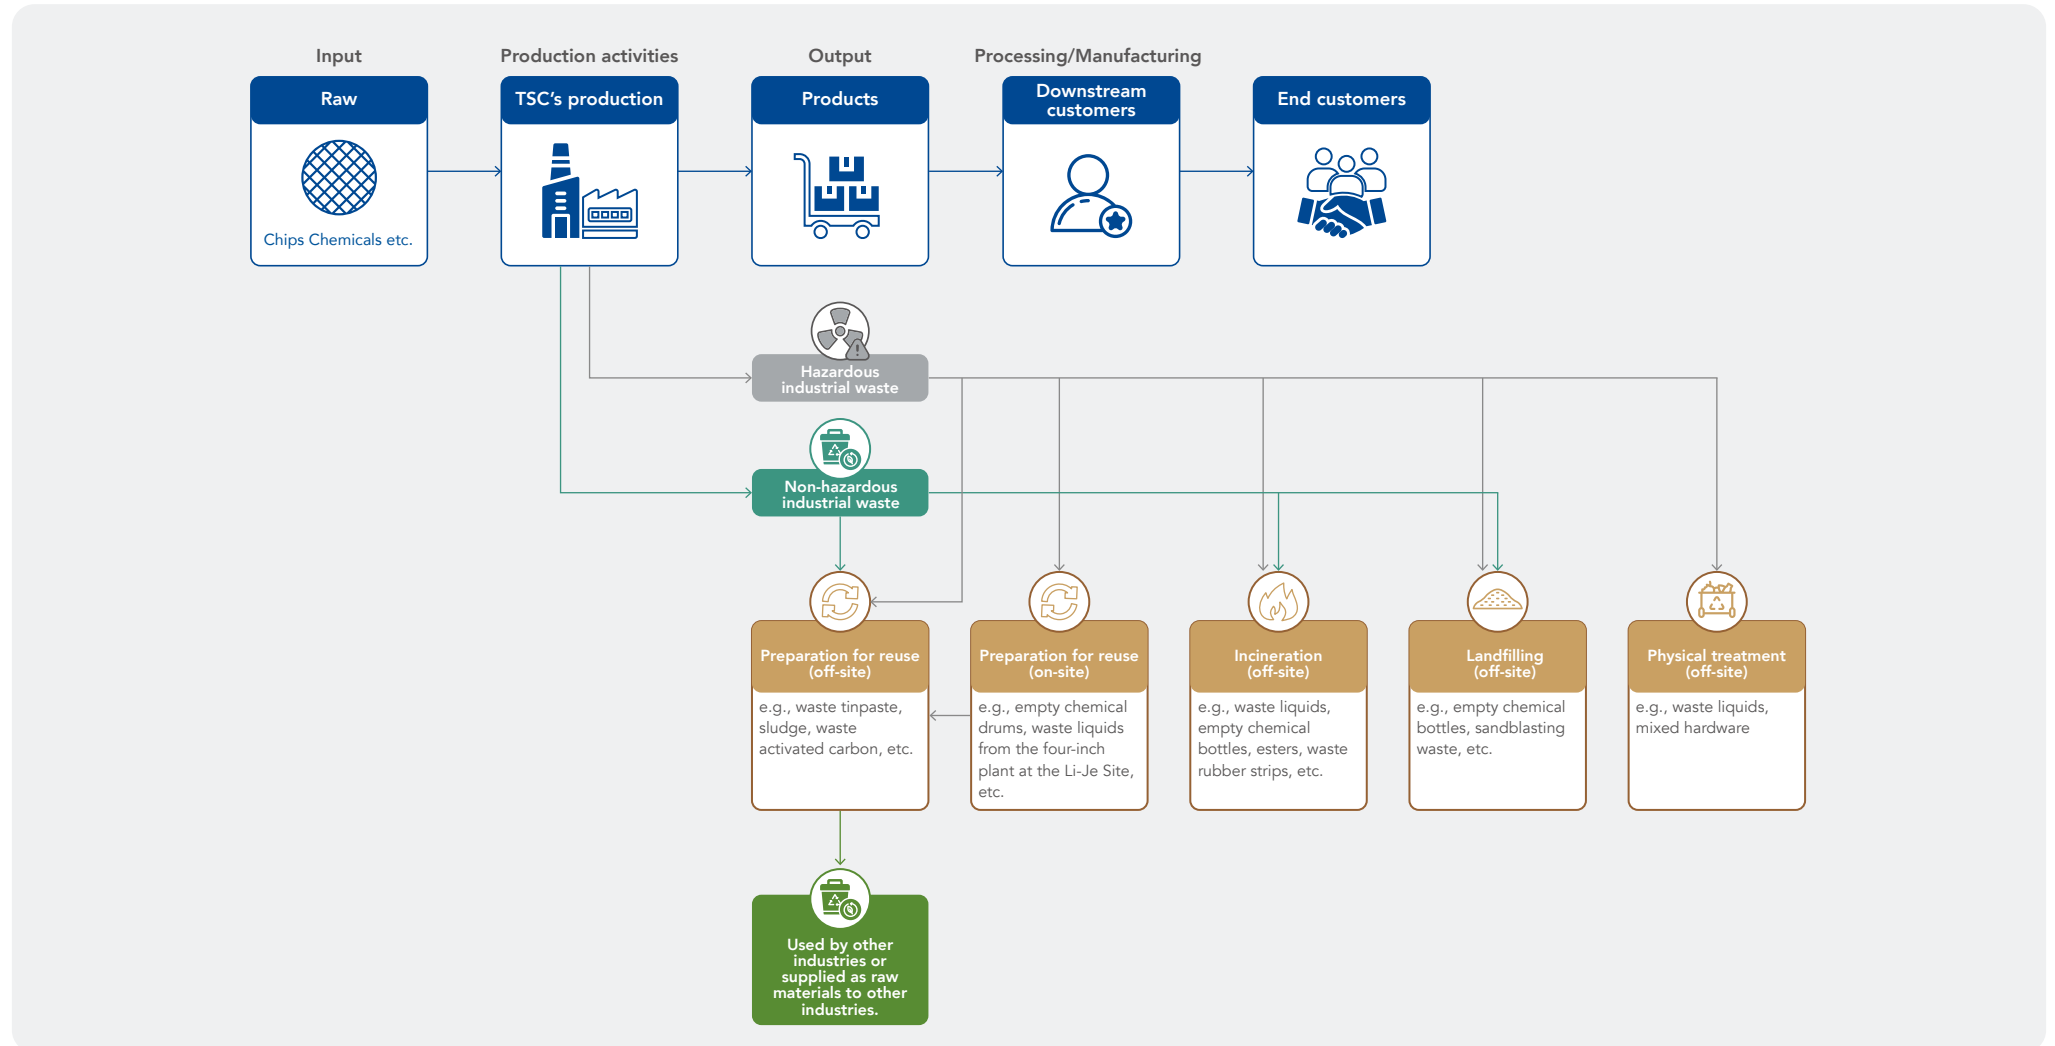 Input
Production activities
Output
Processing/Manufacturing
Raw
TSC’s production
Products
Downstream
customers
End customers
Chips Chemicals etc.
Hazardous
industrial waste
Non-hazardous
industrial waste
Preparation for reuse
(off-site)
e.g., waste tinpaste,
sludge, waste
activated carbon, etc.
Preparation for reuse
(on-site)
e.g., empty chemical
drums, waste liquids
from the four-inch
plant at the Li-Je Site,
etc.
Incineration
(off-site)
e.g., waste liquids,
empty chemical
bottles, esters, waste
rubber strips, etc.
Landfilling
(off-site)
e.g., empty chemical
bottles, sandblasting
waste, etc.
Physical treatment
(off-site)
e.g., waste liquids,
mixed hardware
Used by other
industries or
supplied as raw
materials to other
industries.